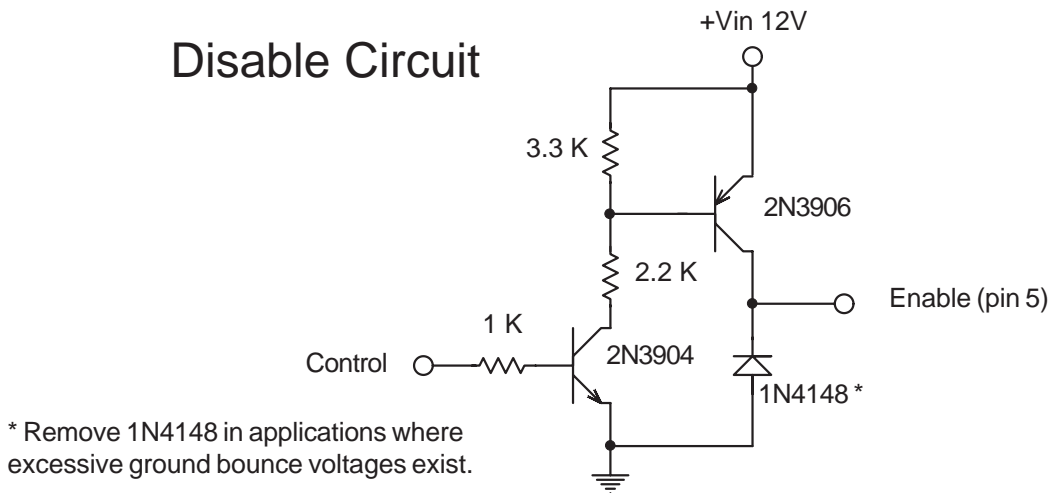 +Vin 12V
Disable Circuit
3.3 K
2N3906
2.2 K
Enable (pin 5)
1 K
2N3904
Control
1N4148 *
* Remove 1N4148 in applications where
excessive ground bounce voltages exist.